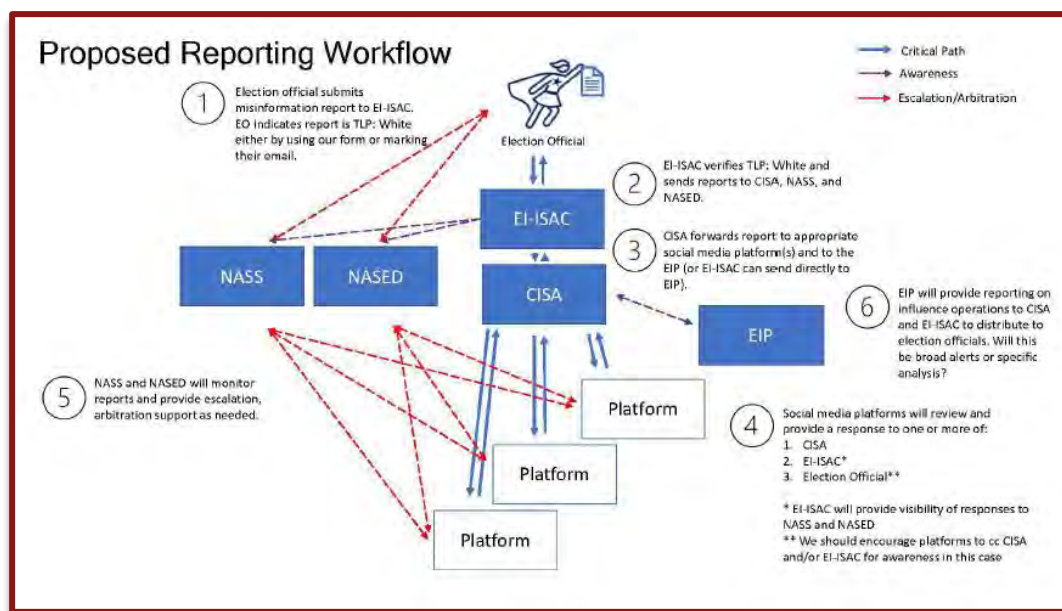 Proposed Reporting Workflow
Critical Path
Awareness
Escalation/Arbitration
1
Election official submits
misinformation report to EI-ISAC.
EO indicates report is TLP: White
either by using our form or marking
their email.
Election Official
2
EI-ISAC verifies TLP: White and
sends reports to CISA, NASS, and
NASED.
EI-ISAC
3
CISA forwards report to appropriate
social media platform(s) and to the
EIP (or EI-ISAC can send directly to
EIP).
NASS
NASED
CISA
EIP
6
EIP will provide reporting on
influence operations to CISA
and EI-ISAC to distribute to
election officials. Will this
be broad alerts or specific
analysis?
5
NASS and NASED will monitor
reports and provide escalation,
arbitration support as needed.
Platform
Platform
Platform
4
Social media platforms will review and
provide a response to one or more of:
1. CISA
2. EI-ISAC*
3. Election Official**
* EI-ISAC will provide visibility of responses to
NASS and NASED
** We should encourage platforms to cc CISA
and/or EI-ISAC for awareness in this case